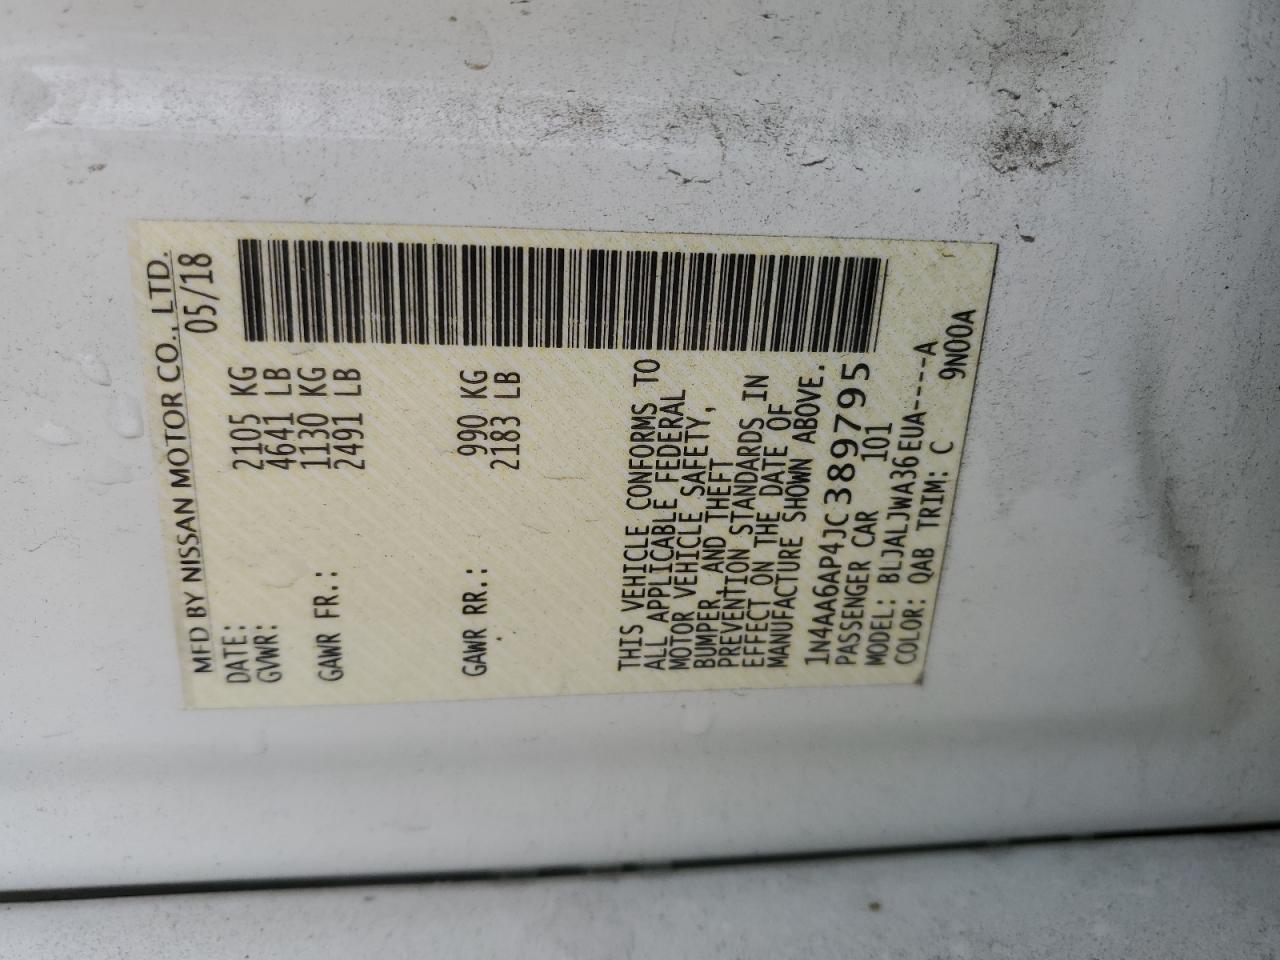 MFD BY NISSAN MOTOR CO., LTD.
DATE: 05/18
GVWR: 2105 KG
4641 LB
GAWR FR.: 1130 KG
2491 LB
GAWR RR.: 990 KG
2183 LB
THIS VEHICLE CONFORMS TO
ALL APPLICABLE FEDERAL
MOTOR VEHICLE SAFETY,
BUMPER, AND THEFT
PREVENTION STANDARDS IN
EFFECT ON THE DATE OF
MANUFACTURE SHOWN ABOVE.
1N4AA6AP4JC389795
PASSENGER CAR 101
MODEL: BLJALJWA36EUA-----A
COLOR: QAB TRIM: C 9N00A